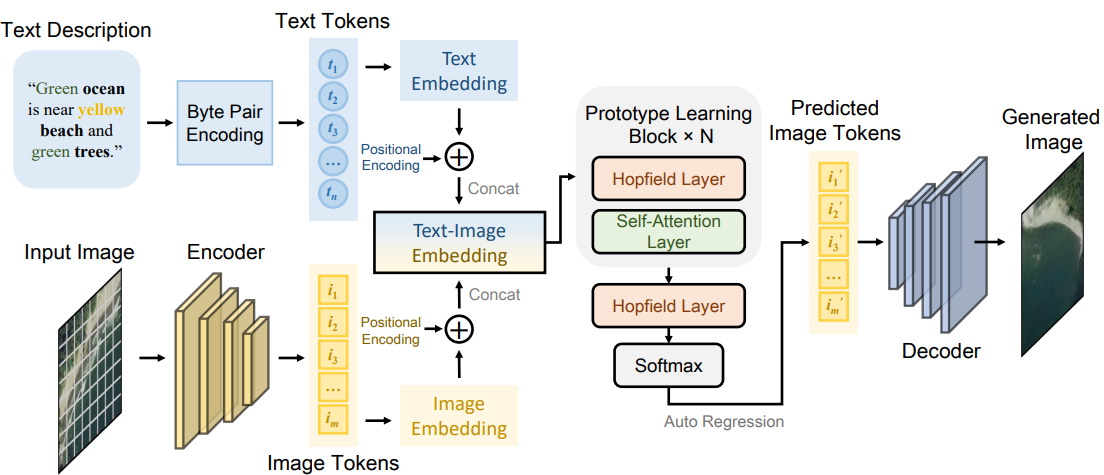 Text Description
“Green ocean
is near yellow
beach and
green trees.”
Byte Pair
Encoding
Text Tokens
t1
t2
t3
...
tn
Text
Embedding
Positional
Encoding
Concat
Text-Image
Embedding
Input Image
Encoder
i1
i2
i3
...
im
Image Tokens
Concat
Positional
Encoding
Image
Embedding
Prototype Learning
Block × N
Hopfield Layer
Self-Attention
Layer
Hopfield Layer
Softmax
Auto Regression
Predicted
Image Tokens
i1'
i2'
i3'
...
im'
Decoder
Generated
Image